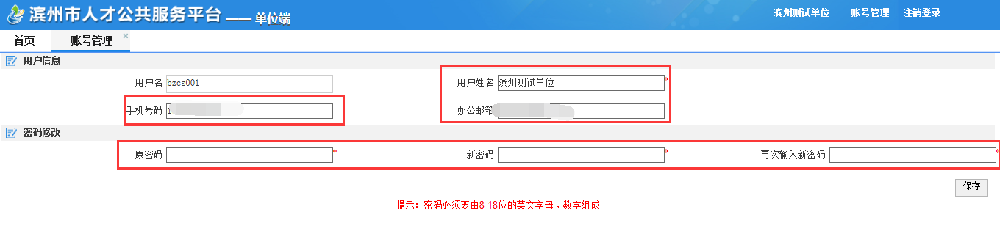 滨州市人才公共服务平台 —— 单位端
滨州测试单位 账号管理 注销登录
首页 账号管理 ×
用户信息
用户名 bzcs001 用户姓名 滨州测试单位 *
手机号码 办公邮箱
密码修改
原密码 * 新密码 * 再次输入新密码 *
保存
提示：密码必须要由8-18位的英文字母、数字组成